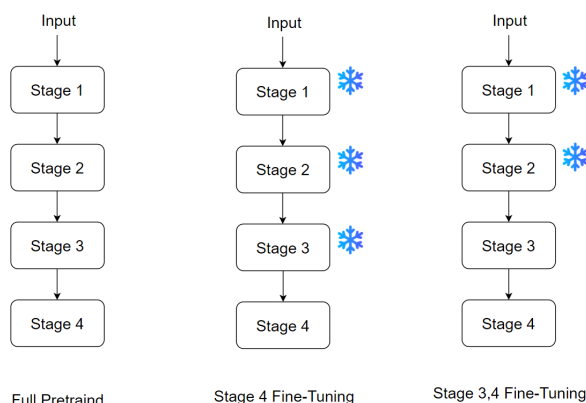 Input
Stage 1
Stage 2
Stage 3
Stage 4
Full Pretraind
Input
Stage 1
Stage 2
Stage 3
Stage 4
Stage 4 Fine-Tuning
Input
Stage 1
Stage 2
Stage 3
Stage 4
Stage 3,4 Fine-Tuning